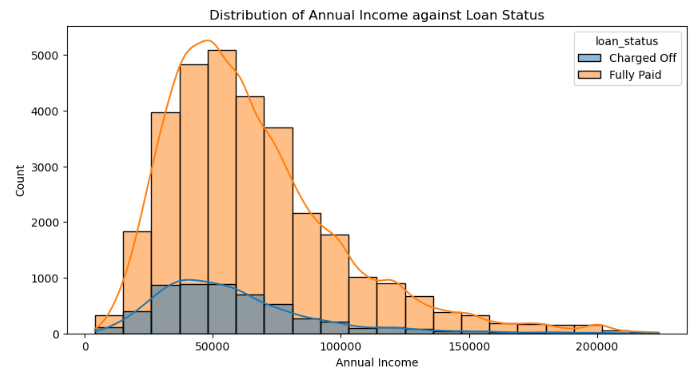 Distribution of Annual Income against Loan Status
loan_status
Charged Off
Fully Paid
5000
4000
3000
2000
1000
0
Count
0
50000
100000
150000
200000
Annual Income